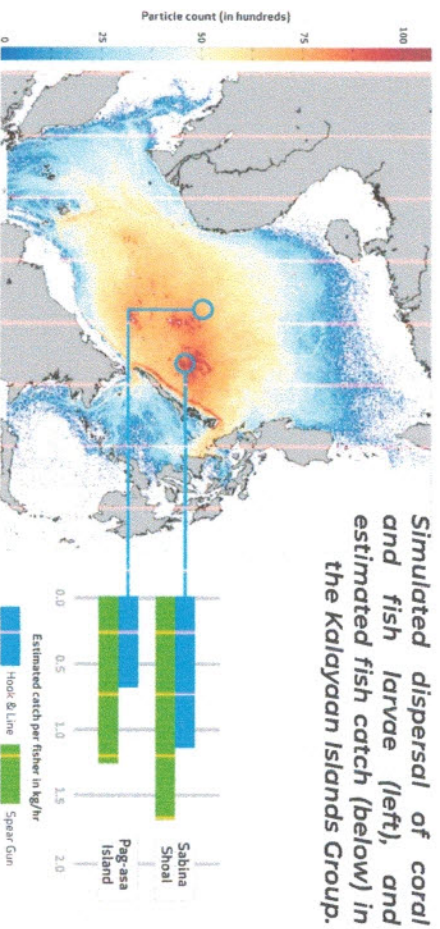 Simulated dispersal of coral
and fish larvae (left), and
estimated fish catch (below) in
the Kalayaan Islands Group.
Particle count (in hundreds)
0 25 50 75 100
Sabina
Shoal
Pag-asa
Island
0.0 0.5 1.0 1.5 2.0
Estimated catch per fisher in kg/hr
Hook & Line
Spear Gun